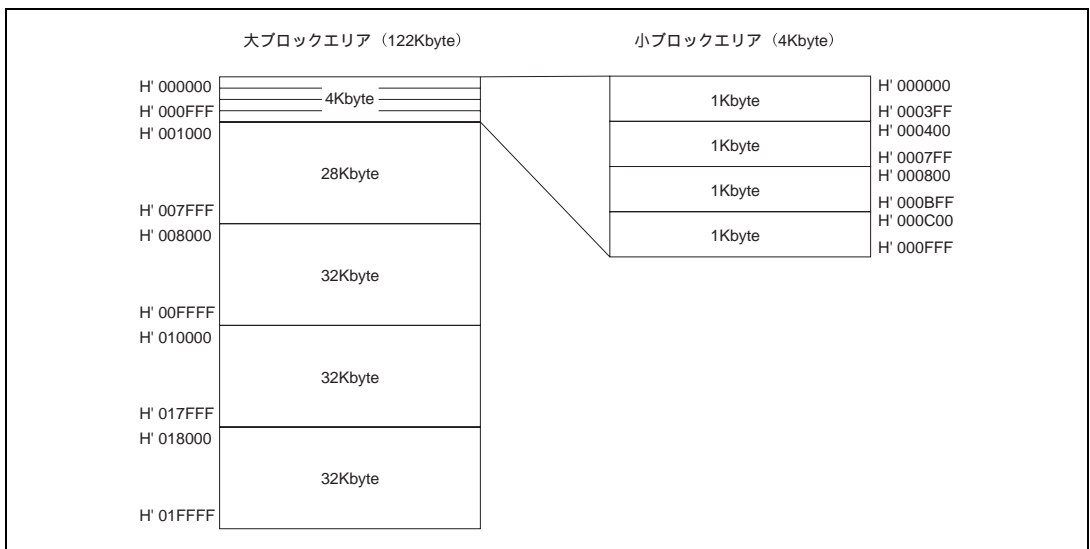 大ブロックエリア（122Kbyte）
H' 000000
4Kbyte
H' 000FFF
H' 001000
28Kbyte
H' 007FFF
H' 008000
32Kbyte
H' 00FFFF
H' 010000
32Kbyte
H' 017FFF
H' 018000
32Kbyte
H' 01FFFF
小ブロックエリア（4Kbyte）
H' 000000
1Kbyte
H' 0003FF
H' 000400
1Kbyte
H' 0007FF
H' 000800
1Kbyte
H' 000BFF
H' 000C00
1Kbyte
H' 000FFF